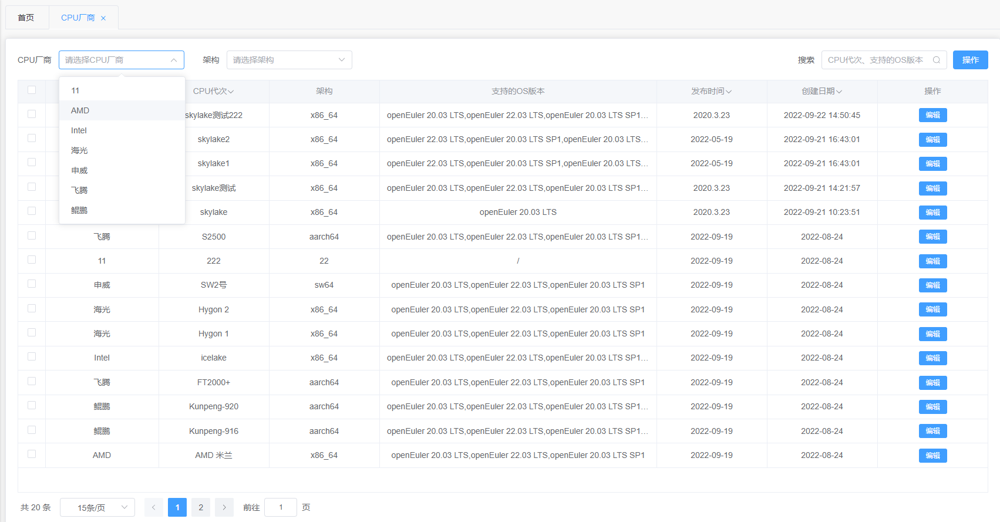 首页 CPU厂商 ×
CPU厂商 请选择CPU厂商 架构 请选择架构 搜索 CPU代次、支持的OS版本 操作
11
AMD
Intel
海光
申威
飞腾
鲲鹏
CPU代次 架构 支持的OS版本 发布时间 创建日期 操作
skylake测试222 x86_64 openEuler 20.03 LTS,openEuler 22.03 LTS,openEuler 20.03 LTS SP1... 2020.3.23 2022-09-22 14:50:45 编辑
skylake2 x86_64 openEuler 22.03 LTS,openEuler 20.03 LTS SP1,openEuler 20.03 LTS... 2022-05-19 2022-09-21 16:43:01 编辑
skylake1 x86_64 openEuler 22.03 LTS,openEuler 20.03 LTS SP1,openEuler 20.03 LTS... 2022-05-19 2022-09-21 16:43:01 编辑
skylake测试 x86_64 openEuler 20.03 LTS,openEuler 22.03 LTS,openEuler 20.03 LTS SP1... 2020.3.23 2022-09-21 14:21:57 编辑
skylake x86_64 openEuler 20.03 LTS 2020.3.23 2022-09-21 10:23:51 编辑
飞腾 S2500 aarch64 openEuler 20.03 LTS,openEuler 22.03 LTS,openEuler 20.03 LTS SP1... 2022-09-19 2022-08-24 编辑
11 222 22 / 2022-09-19 2022-08-24 编辑
申威 SW2号 sw64 openEuler 20.03 LTS,openEuler 22.03 LTS,openEuler 20.03 LTS SP1 2022-09-19 2022-08-24 编辑
海光 Hygon 2 x86_64 openEuler 20.03 LTS,openEuler 22.03 LTS,openEuler 20.03 LTS SP1 2022-09-19 2022-08-24 编辑
海光 Hygon 1 x86_64 openEuler 20.03 LTS,openEuler 22.03 LTS,openEuler 20.03 LTS SP1 2022-09-19 2022-08-24 编辑
Intel icelake x86_64 openEuler 20.03 LTS,openEuler 22.03 LTS,openEuler 20.03 LTS SP1... 2022-09-19 2022-08-24 编辑
飞腾 FT2000+ aarch64 openEuler 20.03 LTS,openEuler 22.03 LTS,openEuler 20.03 LTS SP1 2022-09-19 2022-08-24 编辑
鲲鹏 Kunpeng-920 aarch64 openEuler 20.03 LTS,openEuler 22.03 LTS,openEuler 20.03 LTS SP1... 2022-09-19 2022-08-24 编辑
鲲鹏 Kunpeng-916 aarch64 openEuler 20.03 LTS,openEuler 22.03 LTS,openEuler 20.03 LTS SP1... 2022-09-19 2022-08-24 编辑
AMD AMD 米兰 x86_64 openEuler 20.03 LTS,openEuler 22.03 LTS,openEuler 20.03 LTS SP1 2022-09-19 2022-08-24 编辑
共 20 条 15条/页 < 1 2 > 前往 1 页